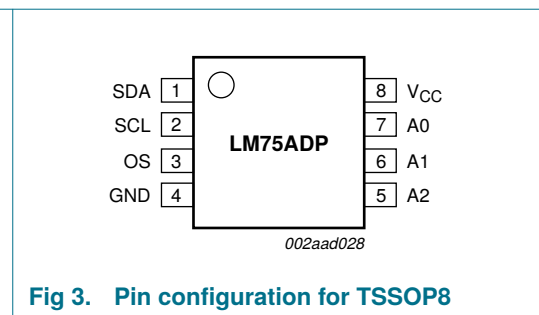 SDA 1 8 VCC
SCL 2 7 A0
LM75ADP
OS 3 6 A1
GND 4 5 A2
002aad028
Fig 3. Pin configuration for TSSOP8